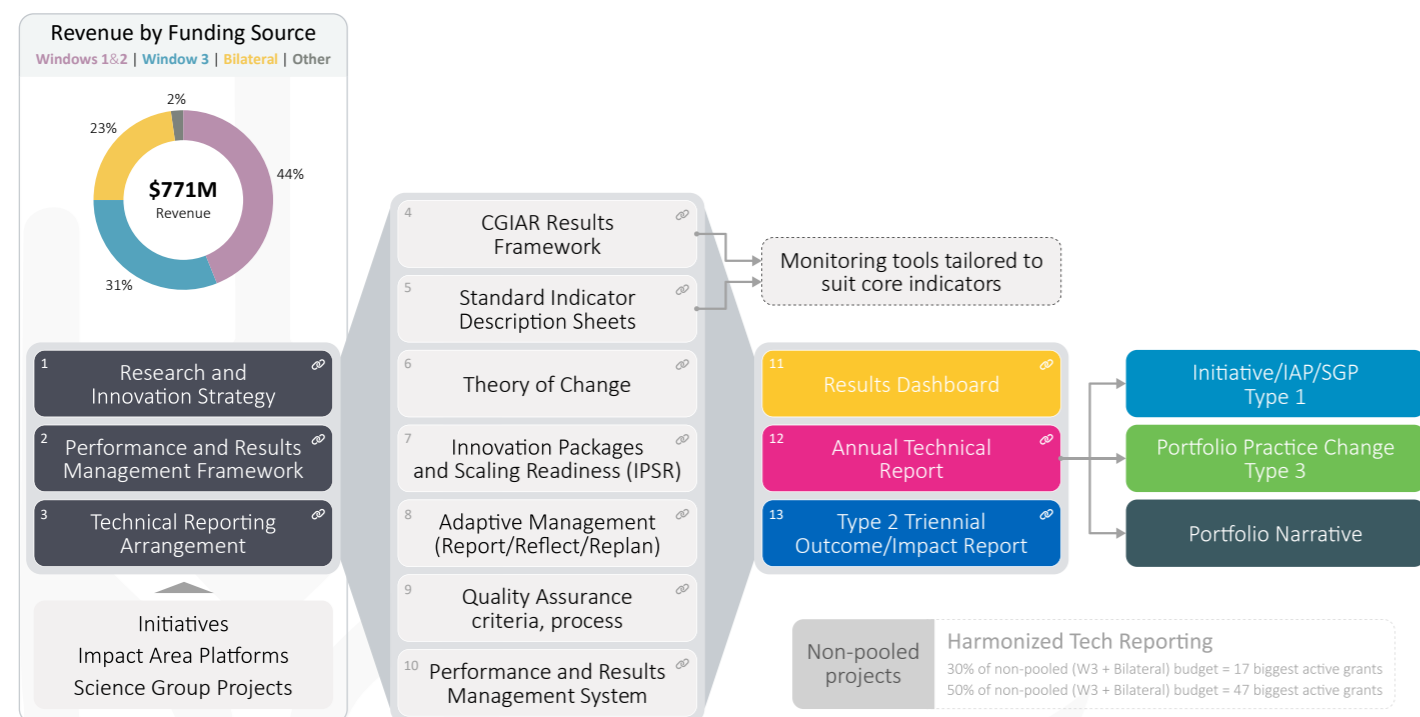 Revenue by Funding Source
Windows 1&2 | Window 3 | Bilateral | Other
2%
23%
44%
$771M
Revenue
31%
1
Research and
Innovation Strategy
2
Performance and Results
Management Framework
3
Technical Reporting
Arrangement
Initiatives
Impact Area Platforms
Science Group Projects
4
CGIAR Results
Framework
5
Standard Indicator
Description Sheets
6
Theory of Change
7
Innovation Packages
and Scaling Readiness (IPSR)
8
Adaptive Management
(Report/Reflect/Replan)
9
Quality Assurance
criteria, process
10
Performance and Results
Management System
Monitoring tools tailored to
suit core indicators
11
Results Dashboard
12
Annual Technical
Report
13
Type 2 Triennial
Outcome/Impact Report
Initiative/IAP/SGP
Type 1
Portfolio Practice Change
Type 3
Portfolio Narrative
Non-pooled
projects
Harmonized Tech Reporting
30% of non-pooled (W3 + Bilateral) budget = 17 biggest active grants
50% of non-pooled (W3 + Bilateral) budget = 47 biggest active grants